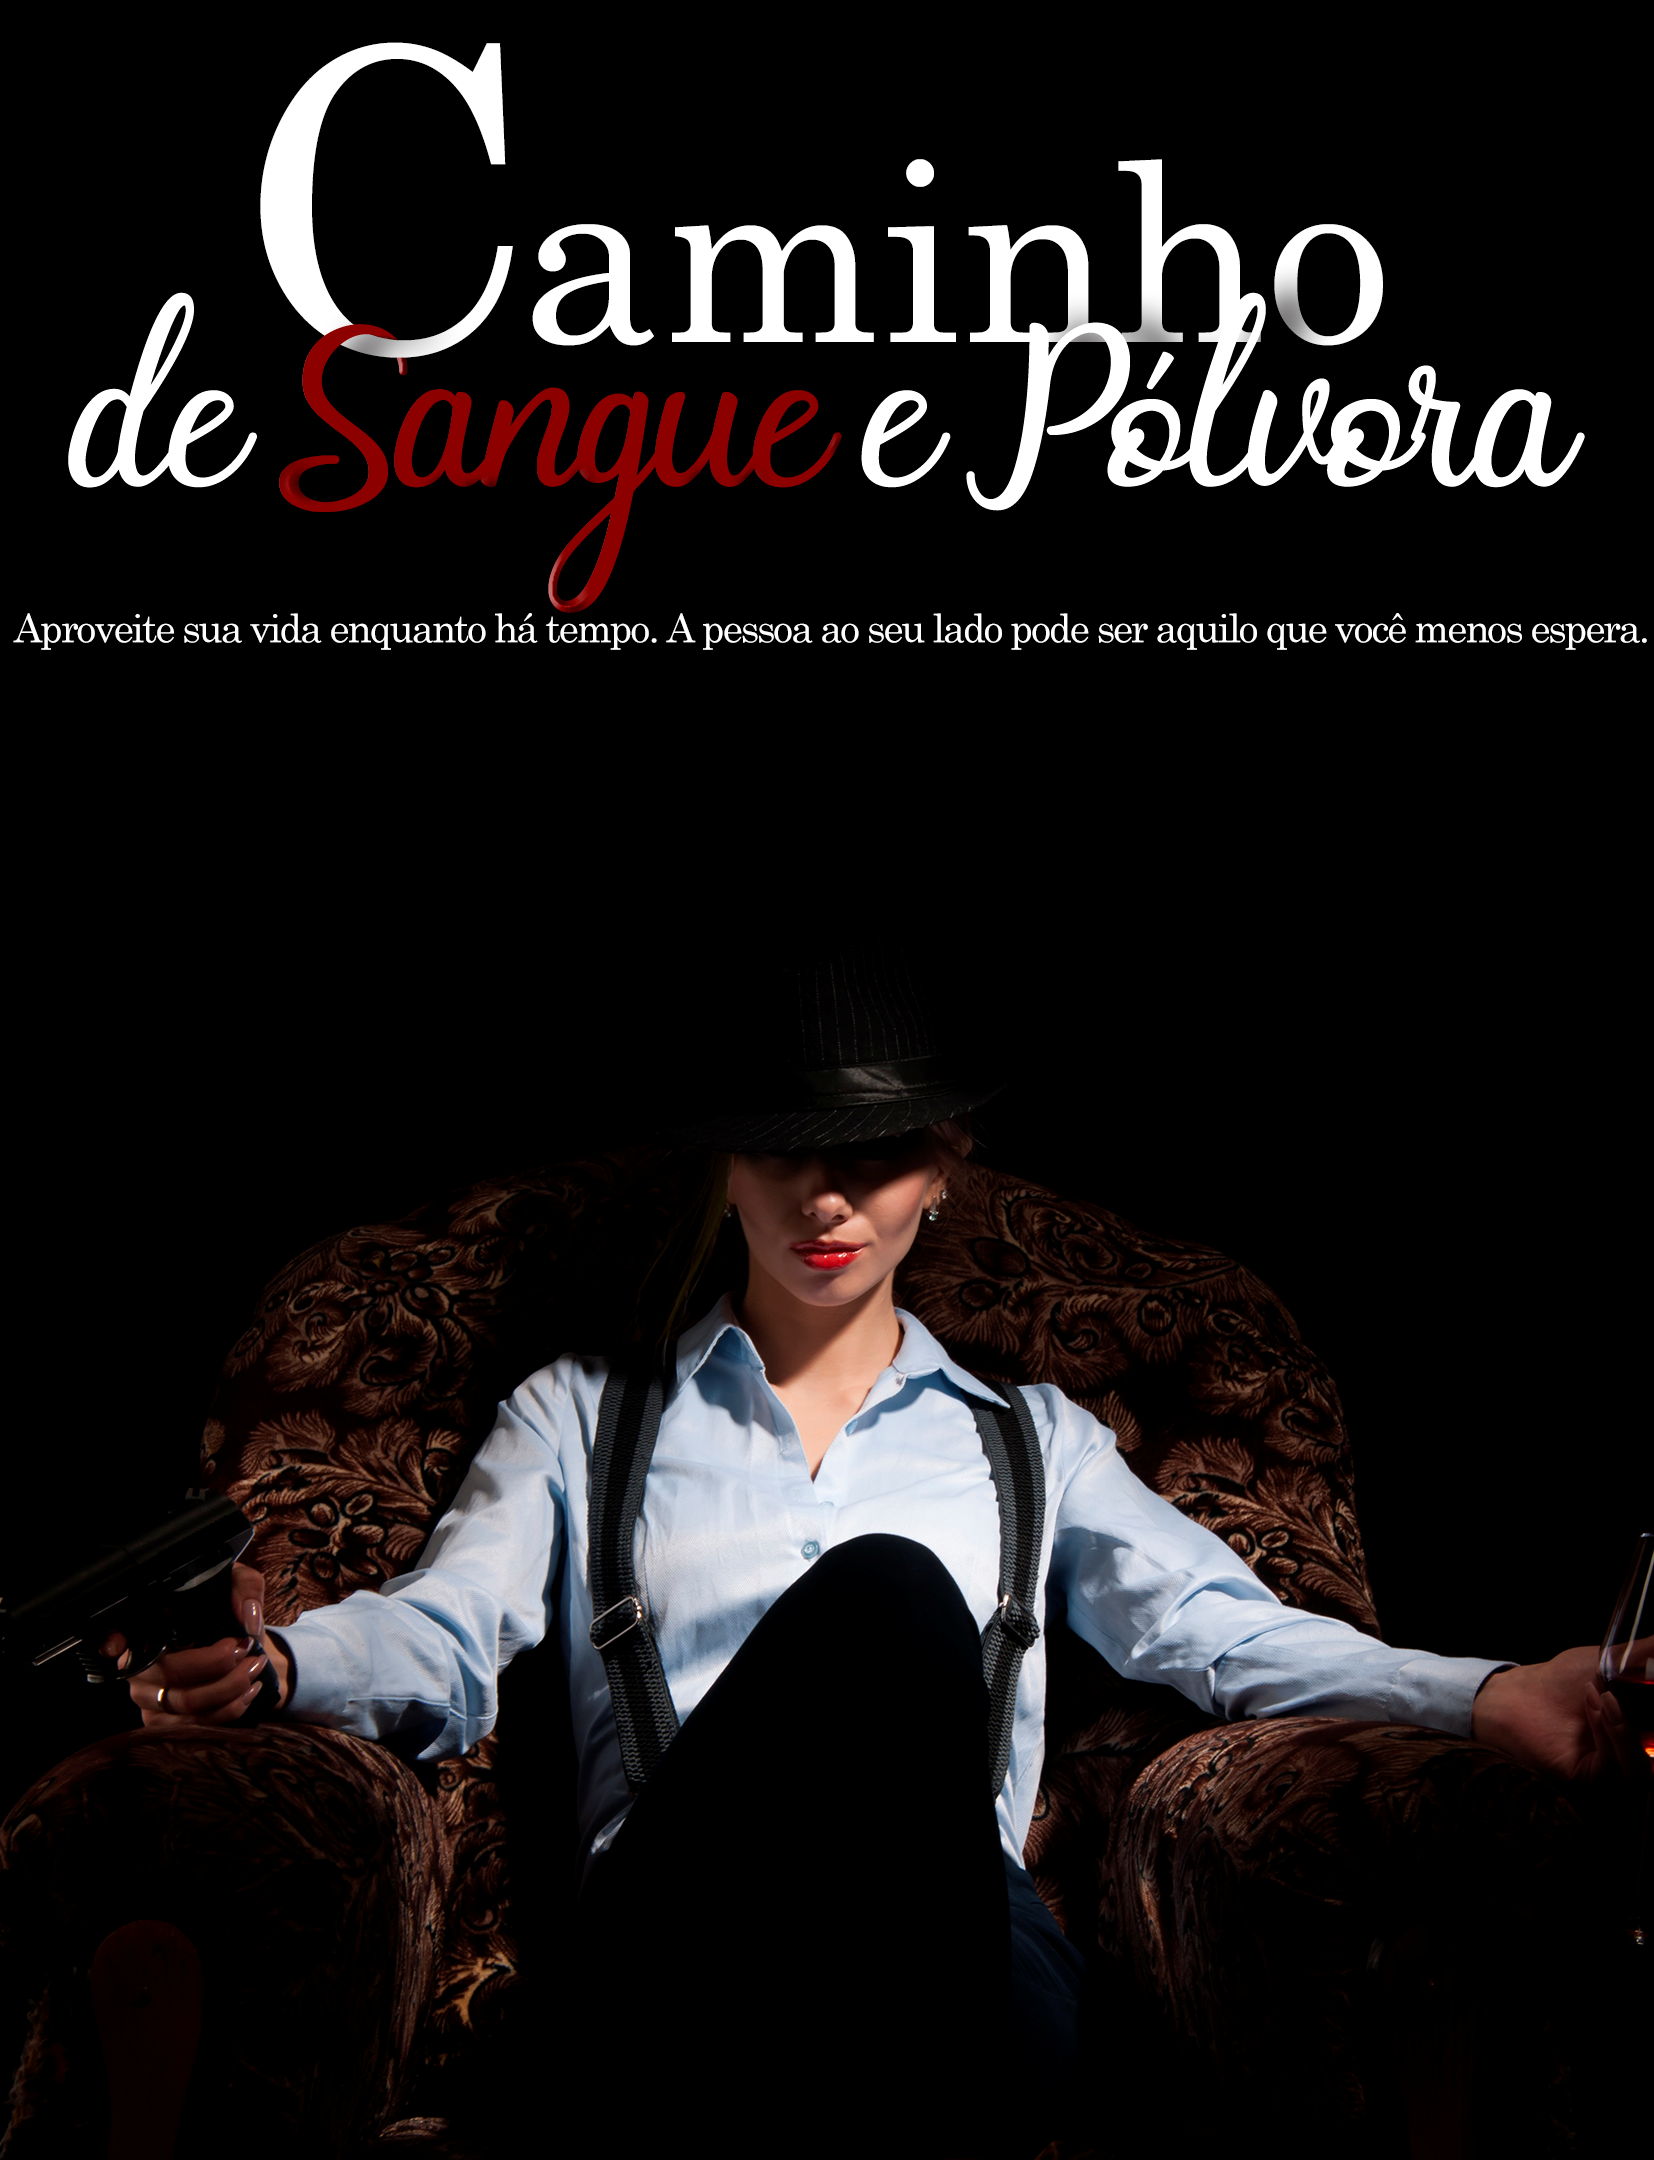 Caminho
de Sangue e Pólvora
Aproveite sua vida enquanto há tempo. A pessoa ao seu lado pode ser aquilo que você menos espera.